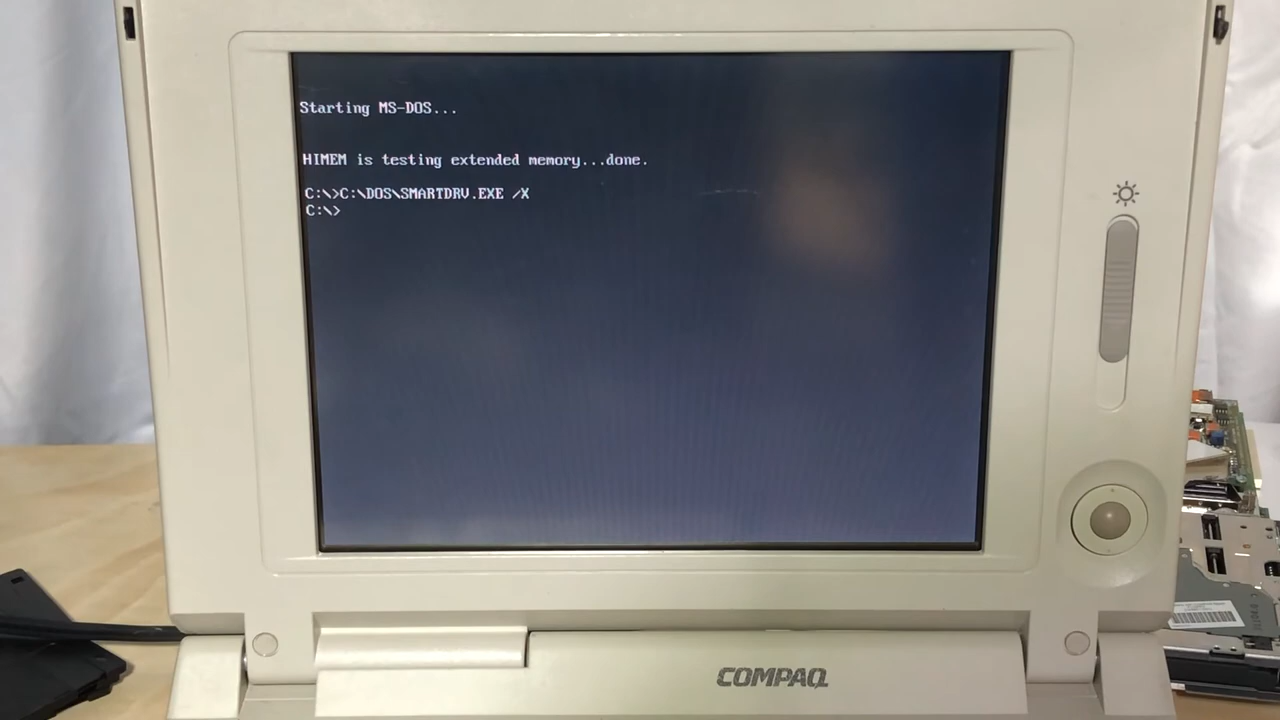 Starting MS-DOS...
HIMEM is testing extended memory...done.
C:\>C:\DOS\SMARTDRV.EXE /X
C:\>
COMPAQ